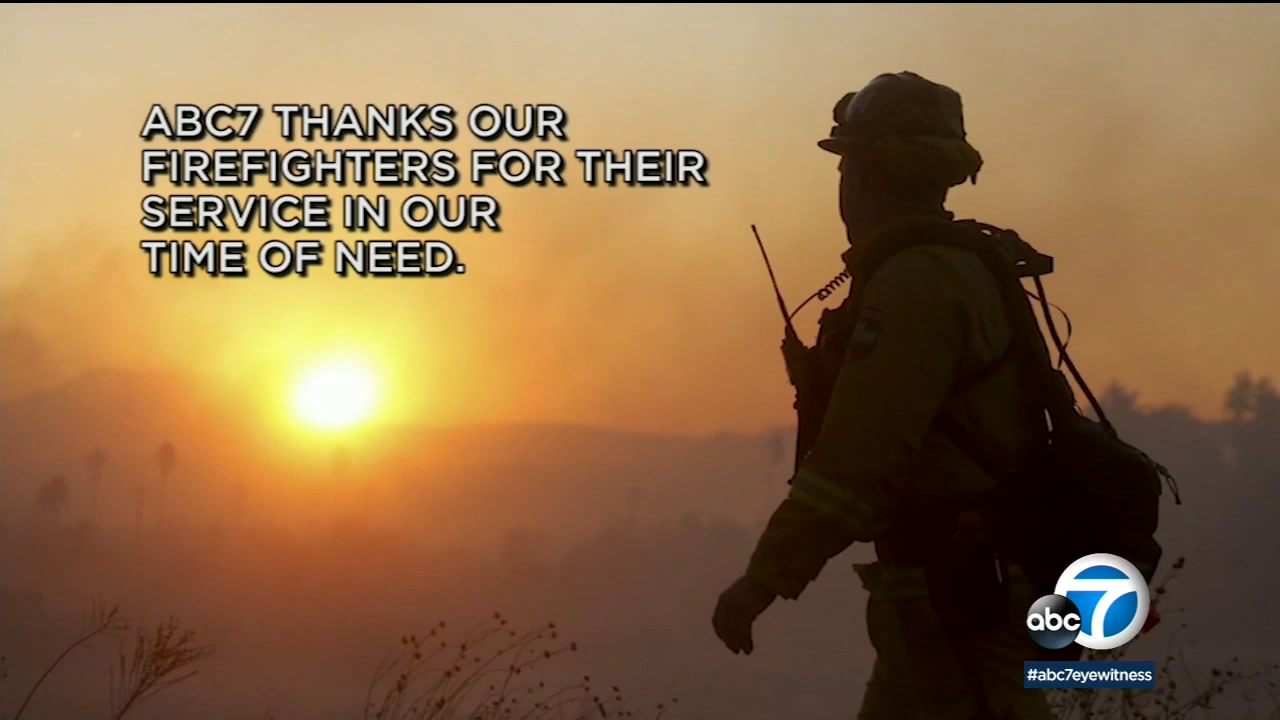 ABC7 THANKS OUR
FIREFIGHTERS FOR THEIR
SERVICE IN OUR
TIME OF NEED.
abc 7
#abc7eyewitness